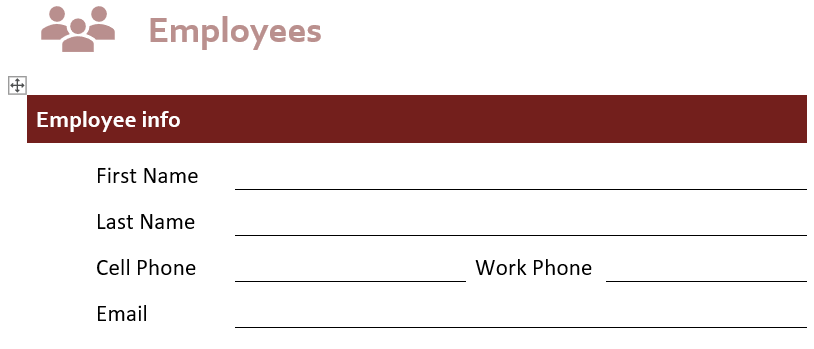 Employees
Employee info
First Name
Last Name
Cell Phone Work Phone
Email